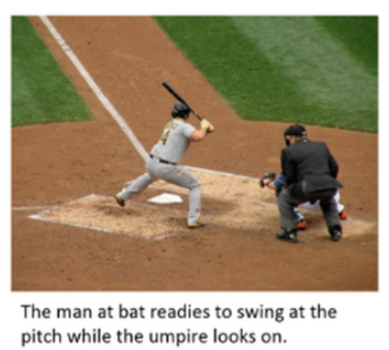 The man at bat readies to swing at the
pitch while the umpire looks on.